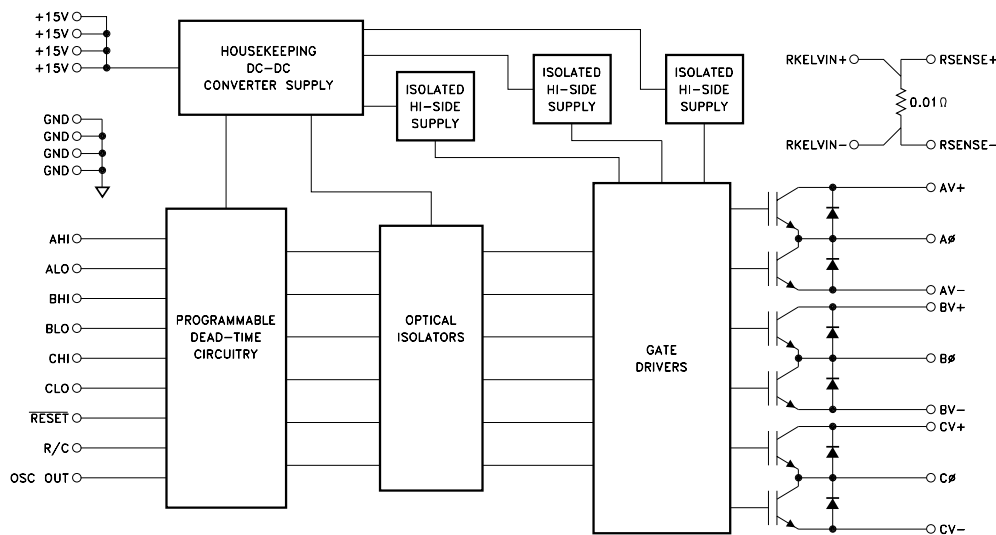 +15V
+15V
+15V
+15V
HOUSEKEEPING
DC-DC
CONVERTER SUPPLY
ISOLATED
HI-SIDE
SUPPLY
ISOLATED
HI-SIDE
SUPPLY
ISOLATED
HI-SIDE
SUPPLY
RKELVIN+
RSENSE+
0.01Ω
RKELVIN-
RSENSE-
GND
GND
GND
GND
AHI
ALO
BHI
BLO
CHI
CLO
RESET
R/C
OSC OUT
PROGRAMMABLE
DEAD-TIME
CIRCUITRY
OPTICAL
ISOLATORS
GATE
DRIVERS
AV+
AØ
AV-
BV+
BØ
BV-
CV+
CØ
CV-